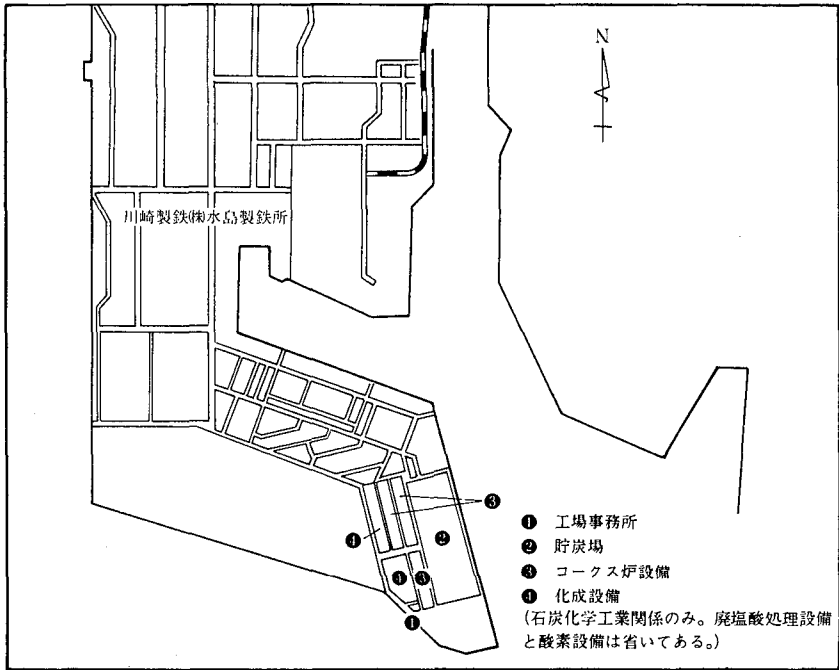 N
川崎製鉄(株)水島製鉄所
❸
❹
❷
❹
❸
❶
❶ 工場事務所
❷ 貯炭場
❸ コークス炉設備
❹ 化成設備
(石炭化学工業関係のみ。廃塩酸処理設備
と酸素設備は省いてある。)